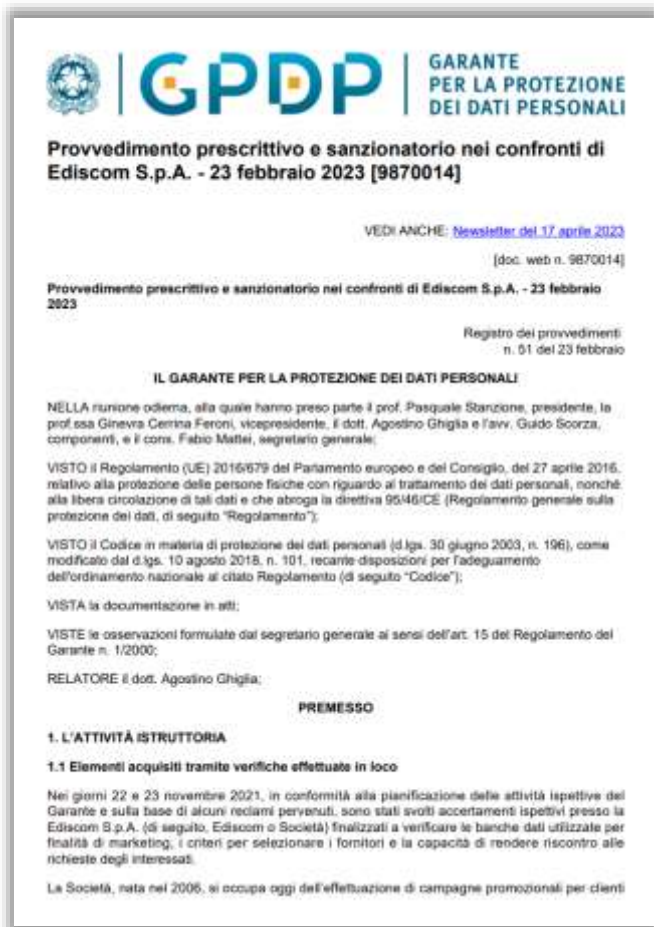 GPDP
GARANTE
PER LA PROTEZIONE
DEI DATI PERSONALI
Provvedimento prescrittivo e sanzionatorio nei confronti di
Ediscom S.p.A. - 23 febbraio 2023 [9870014]
VEDI ANCHE: Newsletter del 17 aprile 2023
[doc. web n. 9870014]
Provvedimento prescrittivo e sanzionatorio nei confronti di Ediscom S.p.A. - 23 febbraio
2023
Registro dei provvedimenti
n. 51 del 23 febbraio
IL GARANTE PER LA PROTEZIONE DEI DATI PERSONALI
NELLA riunione odierna, alla quale hanno preso parte il prof. Pasquale Stanzione, presidente, la
prof.ssa Ginevra Cerrina Feroni, vicepresidente, il dott. Agostino Ghiglia e l'avv. Guido Scorza,
componenti, e il cons. Fabio Mattei, segretario generale;
VISTO il Regolamento (UE) 2016/679 del Parlamento europeo e del Consiglio, del 27 aprile 2016,
relativo alla protezione delle persone fisiche con riguardo al trattamento dei dati personali, nonché
alla libera circolazione di tali dati e che abroga la direttiva 95/46/CE (Regolamento generale sulla
protezione dei dati, di seguito "Regolamento");
VISTO il Codice in materia di protezione dei dati personali (d.lgs. 30 giugno 2003, n. 196), come
modificato dal d.lgs. 10 agosto 2018, n. 101, recante disposizioni per l'adeguamento
dell'ordinamento nazionale al citato Regolamento (di seguito "Codice");
VISTA la documentazione in atti;
VISTE le osservazioni formulate dal segretario generale ai sensi dell'art. 15 del Regolamento del
Garante n. 1/2000;
RELATORE il dott. Agostino Ghiglia;
PREMESSO
1. L'ATTIVITÀ ISTRUTTORIA
1.1 Elementi acquisiti tramite verifiche effettuate in loco
Nei giorni 22 e 23 novembre 2021, in conformità alla pianificazione delle attività ispettive del
Garante e sulla base di alcuni reclami pervenuti, sono stati svolti accertamenti ispettivi presso la
Ediscom S.p.A. (di seguito, Ediscom o Società) finalizzati a verificare le banche dati utilizzate per
finalità di marketing, i criteri per selezionare i fornitori e la capacità di rendere riscontro alle
richieste degli interessati.
La Società, nata nel 2006, si occupa oggi dell'effettuazione di campagne promozionali per clienti